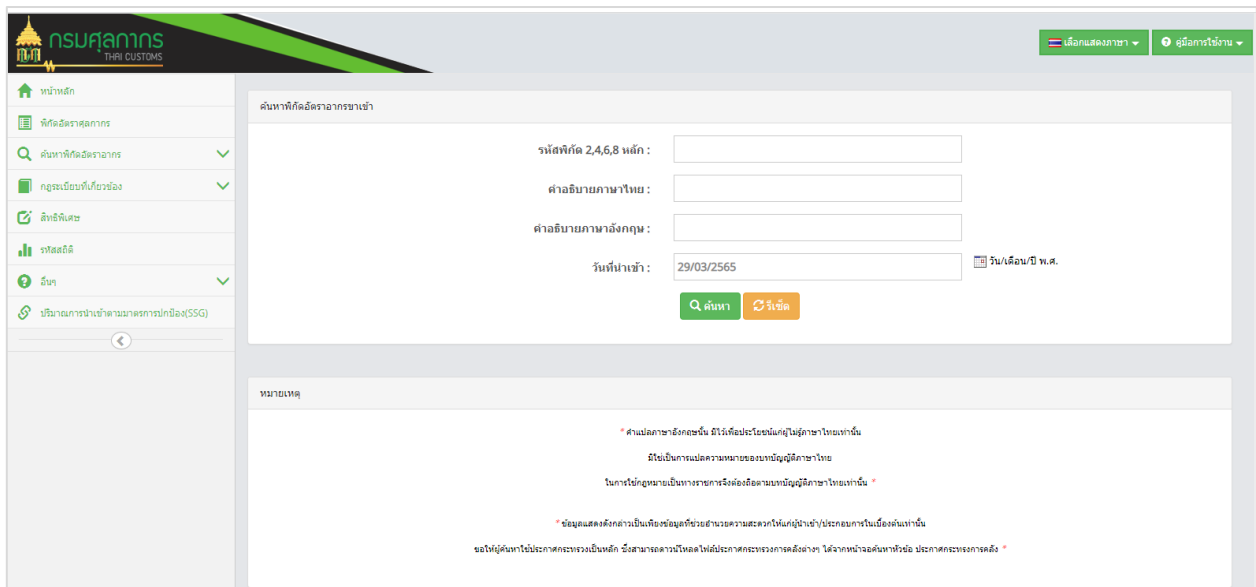 กรมศุลกากร
THAI CUSTOMS
เลือกแสดงภาษา
คู่มือการใช้งาน
หน้าหลัก
พิกัดอัตราศุลกากร
ค้นหาพิกัดอัตราอากร
กฎระเบียบที่เกี่ยวข้อง
สิทธิพิเศษ
รหัสสถิติ
อื่นๆ
ปริมาณการนำเข้าตามมาตรการปกป้อง(SSG)
ค้นหาพิกัดอัตราอากรขาเข้า
รหัสพิกัด 2,4,6,8 หลัก :
คำอธิบายภาษาไทย :
คำอธิบายภาษาอังกฤษ :
วันที่นำเข้า : 29/03/2565 วัน/เดือน/ปี พ.ศ.
ค้นหา รีเซ็ต
หมายเหตุ
* คำแปลภาษาอังกฤษนั้น มีไว้เพื่อประโยชน์แก่ผู้ไม่รู้ภาษาไทยเท่านั้น
มิใช่เป็นการแปลความหมายของบทบัญญัติภาษาไทย
ในการใช้กฎหมายเป็นทางราชการจึงต้องถือตามบทบัญญัติภาษาไทยเท่านั้น *
* ข้อมูลแสดงดังกล่าวเป็นเพียงข้อมูลที่ช่วยอำนวยความสะดวกให้แก่ผู้นำเข้า/ประกอบการในเบื้องต้นเท่านั้น
ขอให้ผู้ค้นหาใช้ประกาศกระทรวงเป็นหลัก ซึ่งสามารถดาวน์โหลดไฟล์ประกาศกระทรวงการคลังต่างๆ ได้จากหน้าจอค้นหาหัวข้อ ประกาศกระทรงการคลัง *